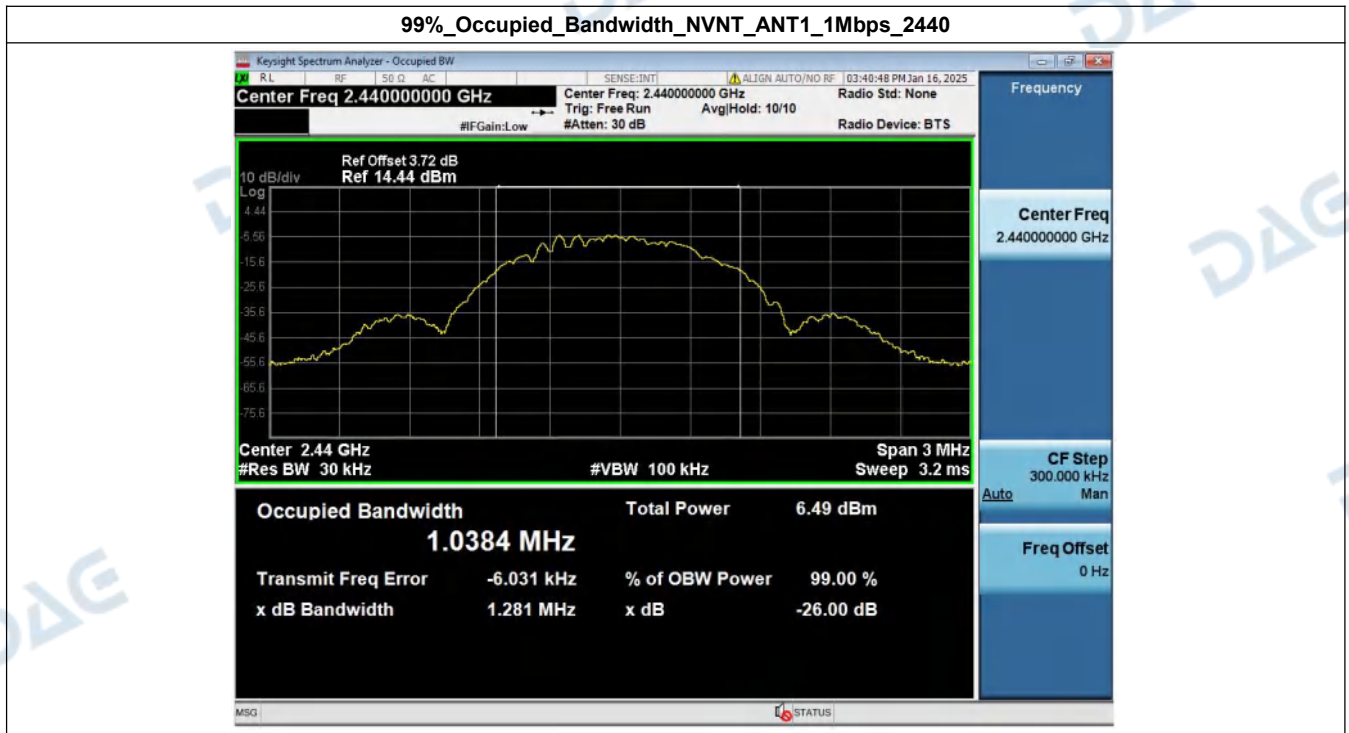 99%_Occupied_Bandwidth_NVNT_ANT1_1Mbps_2440
Keysight Spectrum Analyzer - Occupied BW
LXI RL RF 50 Ω AC SENSE:INT ALIGN AUTO/NO RF 03:40:48 PM Jan 16, 2025
Center Freq 2.440000000 GHz Center Freq: 2.440000000 GHz Radio Std: None
Trig: Free Run Avg|Hold: 10/10
#IFGain:Low #Atten: 30 dB Radio Device: BTS
Ref Offset 3.72 dB
10 dB/div Ref 14.44 dBm
Log
4.44
-5.56
-15.6
-25.6
-35.6
-45.6
-55.6
-65.6
-75.6
Center 2.44 GHz Span 3 MHz
#Res BW 30 kHz #VBW 100 kHz Sweep 3.2 ms
Occupied Bandwidth Total Power 6.49 dBm
1.0384 MHz
Transmit Freq Error -6.031 kHz % of OBW Power 99.00 %
x dB Bandwidth 1.281 MHz x dB -26.00 dB
MSG STATUS
Frequency
Center Freq
2.440000000 GHz
CF Step
300.000 kHz
Auto Man
Freq Offset
0 Hz
DAG
DAG
DAG